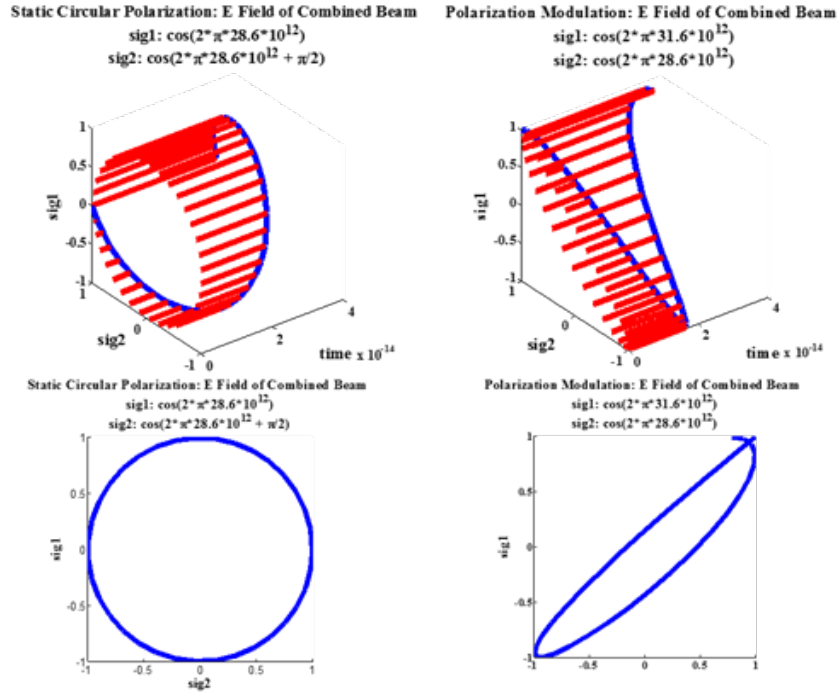 Static Circular Polarization: E Field of Combined Beam
sig1: cos(2*π*28.6*10^12)
sig2: cos(2*π*28.6*10^12 + π/2)
1
0.5
0
-0.5
-1
sig1
1
0
-1
sig2
0
2
4
time x 10^-14
Polarization Modulation: E Field of Combined Beam
sig1: cos(2*π*31.6*10^12)
sig2: cos(2*π*28.6*10^12)
1
0.5
0
-0.5
-1
sig1
1
0
-1
sig2
0
2
4
time x 10^-14
Static Circular Polarization: E Field of Combined Beam
sig1: cos(2*π*28.6*10^12)
sig2: cos(2*π*28.6*10^12 + π/2)
1
0.5
0
-0.5
-1
sig1
-1
-0.5
0
0.5
1
sig2
Polarization Modulation: E Field of Combined Beam
sig1: cos(2*π*31.6*10^12)
sig2: cos(2*π*28.6*10^12)
1
0.5
0
-0.5
-1
sig1
-1
-0.5
0
0.5
1